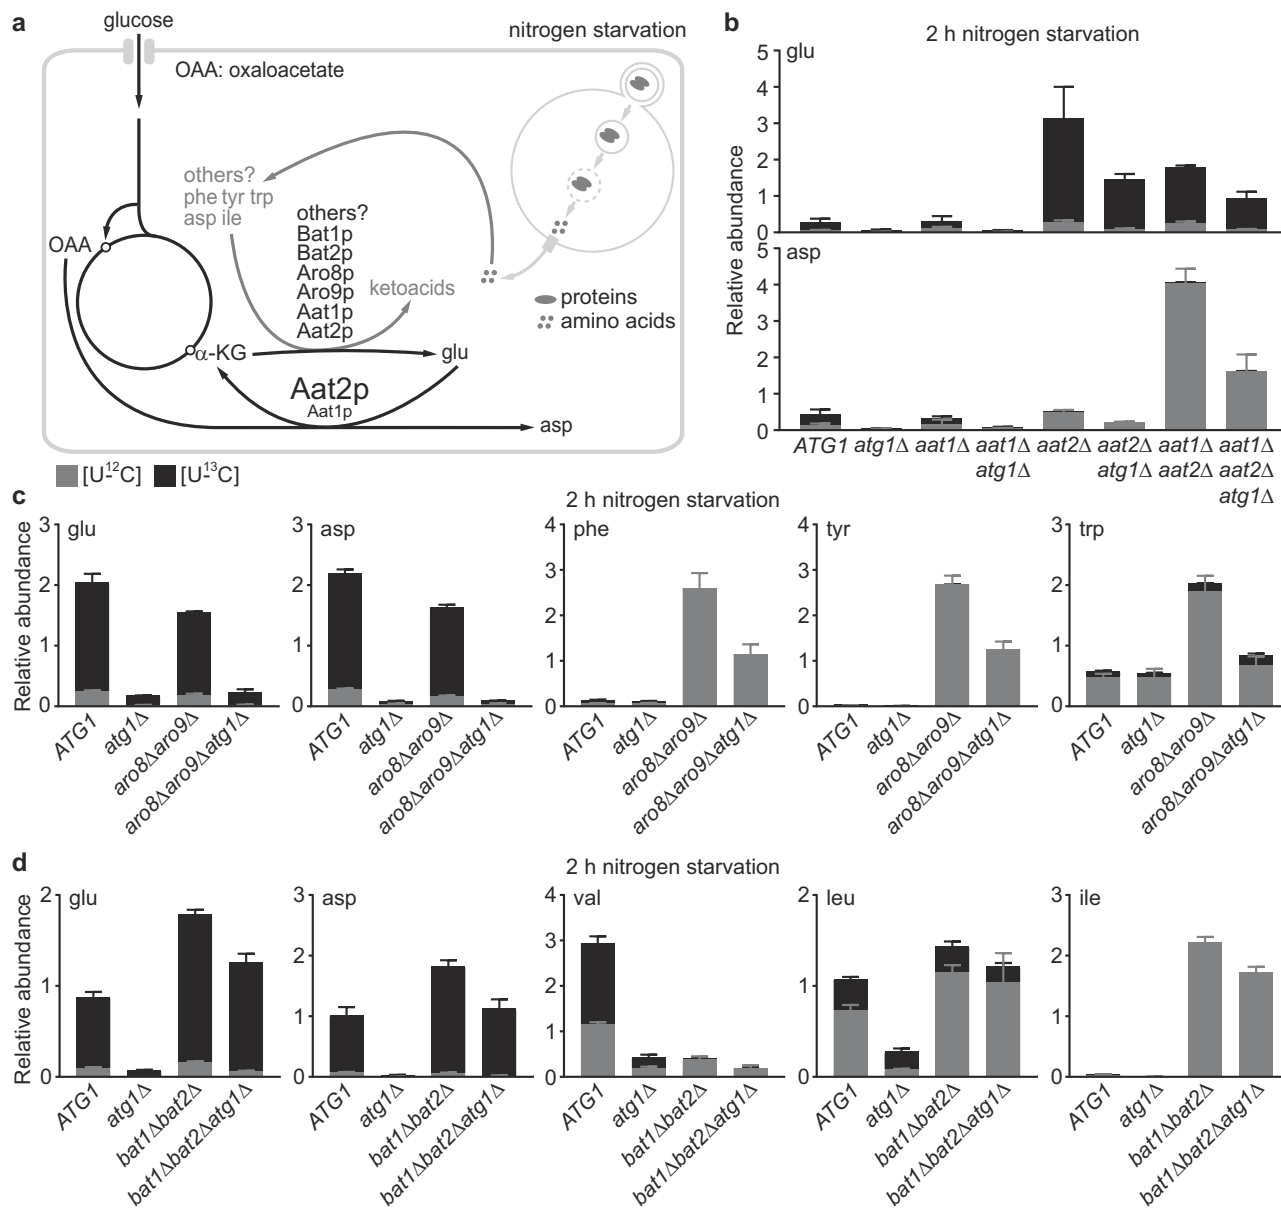 a
glucose
nitrogen starvation
OAA: oxaloacetate
others?
phe tyr trp
asp ile
others?
Bat1p
Bat2p
Aro8p
Aro9p
Aat1p
Aat2p
OAA
ketoacids
proteins
amino acids
α-KG
glu
Aat2p
Aat1p
asp
[U-¹²C] [U-¹³C]
b
2 h nitrogen starvation
glu
5
4
3
2
1
0
Relative abundance
asp
5
4
3
2
1
0
ATG1 atg1Δ aat1Δ aat1Δ aat2Δ aat2Δ aat1Δ aat1Δ
atg1Δ atg1Δ aat2Δ aat2Δ
atg1Δ
c
2 h nitrogen starvation
Relative abundance
glu
3
2
1
0
ATG1
atg1Δ
aro8Δaro9Δ
aro8Δaro9Δatg1Δ
asp
3
2
1
0
ATG1
atg1Δ
aro8Δaro9Δ
aro8Δaro9Δatg1Δ
phe
4
3
2
1
0
ATG1
atg1Δ
aro8Δaro9Δ
aro8Δaro9Δatg1Δ
tyr
4
3
2
1
0
ATG1
atg1Δ
aro8Δaro9Δ
aro8Δaro9Δatg1Δ
trp
3
2
1
0
ATG1
atg1Δ
aro8Δaro9Δ
aro8Δaro9Δatg1Δ
d
2 h nitrogen starvation
Relative abundance
glu
2
1
0
ATG1
atg1Δ
bat1Δbat2Δ
bat1Δbat2Δatg1Δ
asp
3
2
1
0
ATG1
atg1Δ
bat1Δbat2Δ
bat1Δbat2Δatg1Δ
val
4
3
2
1
0
ATG1
atg1Δ
bat1Δbat2Δ
bat1Δbat2Δatg1Δ
leu
2
1
0
ATG1
atg1Δ
bat1Δbat2Δ
bat1Δbat2Δatg1Δ
ile
3
2
1
0
ATG1
atg1Δ
bat1Δbat2Δ
bat1Δbat2Δatg1Δ